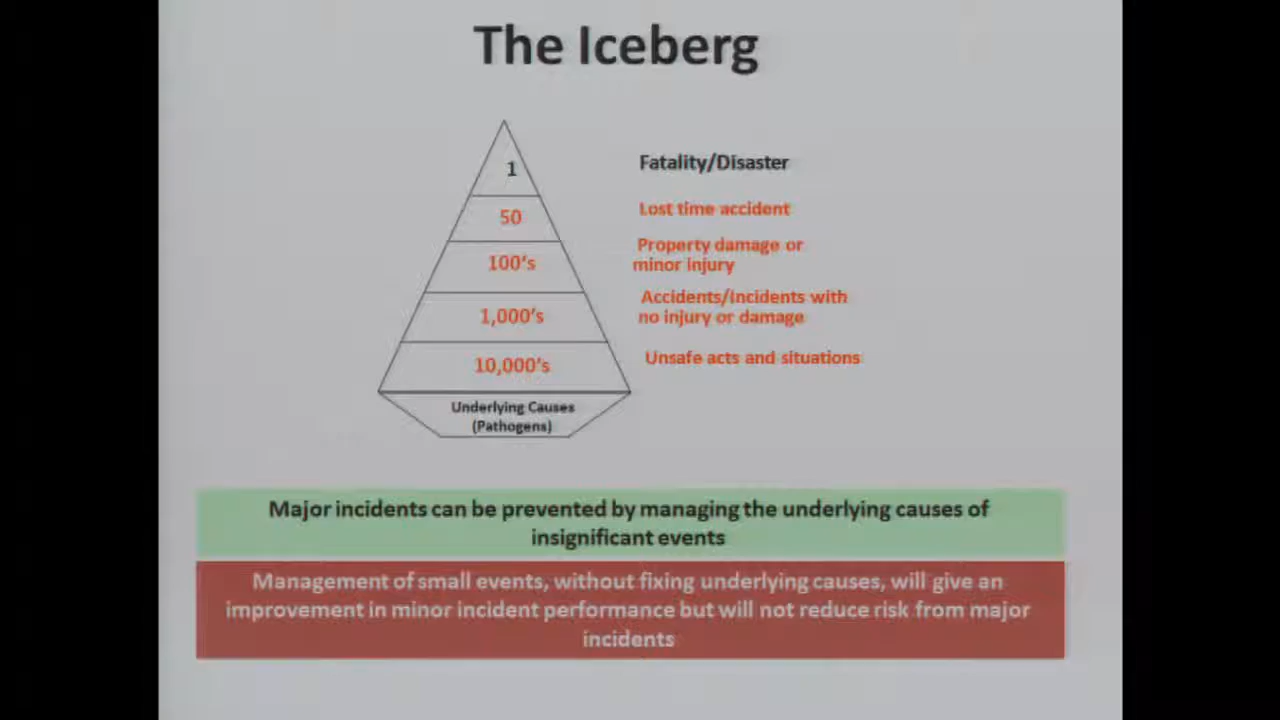 The Iceberg
1
Fatality/Disaster
50
Lost time accident
100's
Property damage or
minor injury
1,000's
Accidents/Incidents with
no injury or damage
10,000's
Unsafe acts and situations
Underlying Causes
(Pathogens)
Major incidents can be prevented by managing the underlying causes of
insignificant events
Management of small events, without fixing underlying causes, will give an
improvement in minor incident performance but will not reduce risk from major
incidents